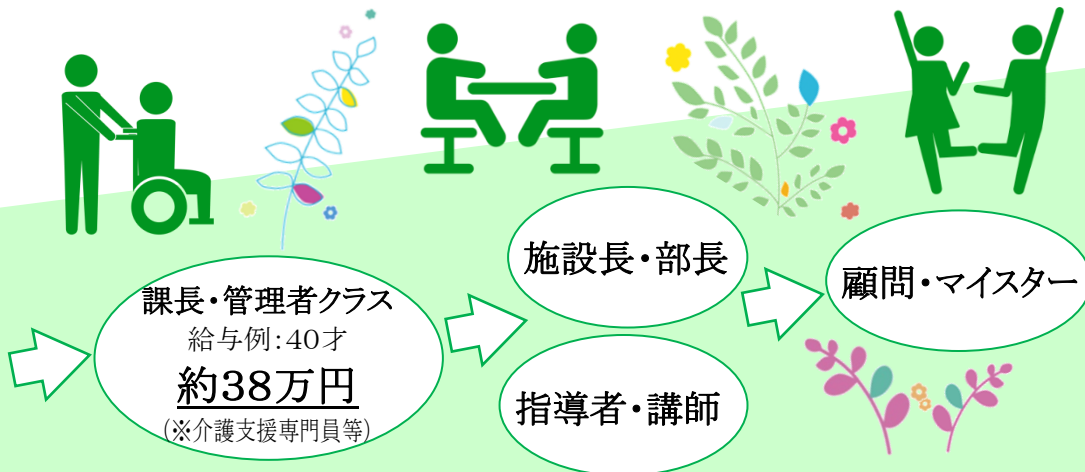 課長・管理者クラス
給与例：40才
約38万円
(※介護支援専門員等)
施設長・部長
指導者・講師
顧問・マイスター